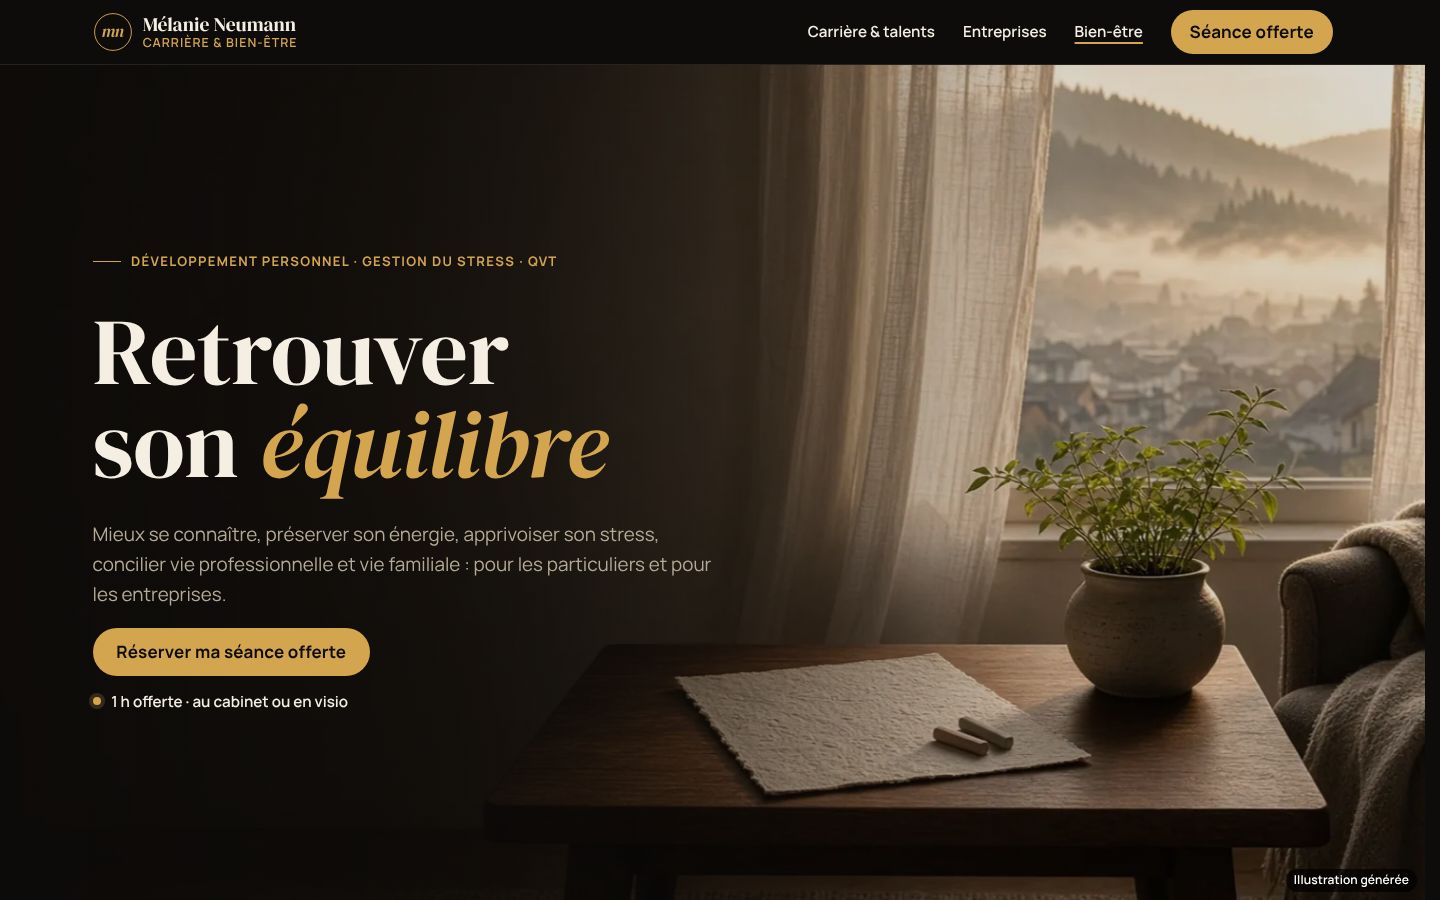 mn
Mélanie Neumann
CARRIÈRE & BIEN-ÊTRE
Carrière & talents
Entreprises
Bien-être
Séance offerte
DÉVELOPPEMENT PERSONNEL · GESTION DU STRESS · QVT
Retrouver
son équilibre
Mieux se connaître, préserver son énergie, apprivoiser son stress,
concilier vie professionnelle et vie familiale : pour les particuliers et pour
les entreprises.
Réserver ma séance offerte
1 h offerte · au cabinet ou en visio
Illustration générée